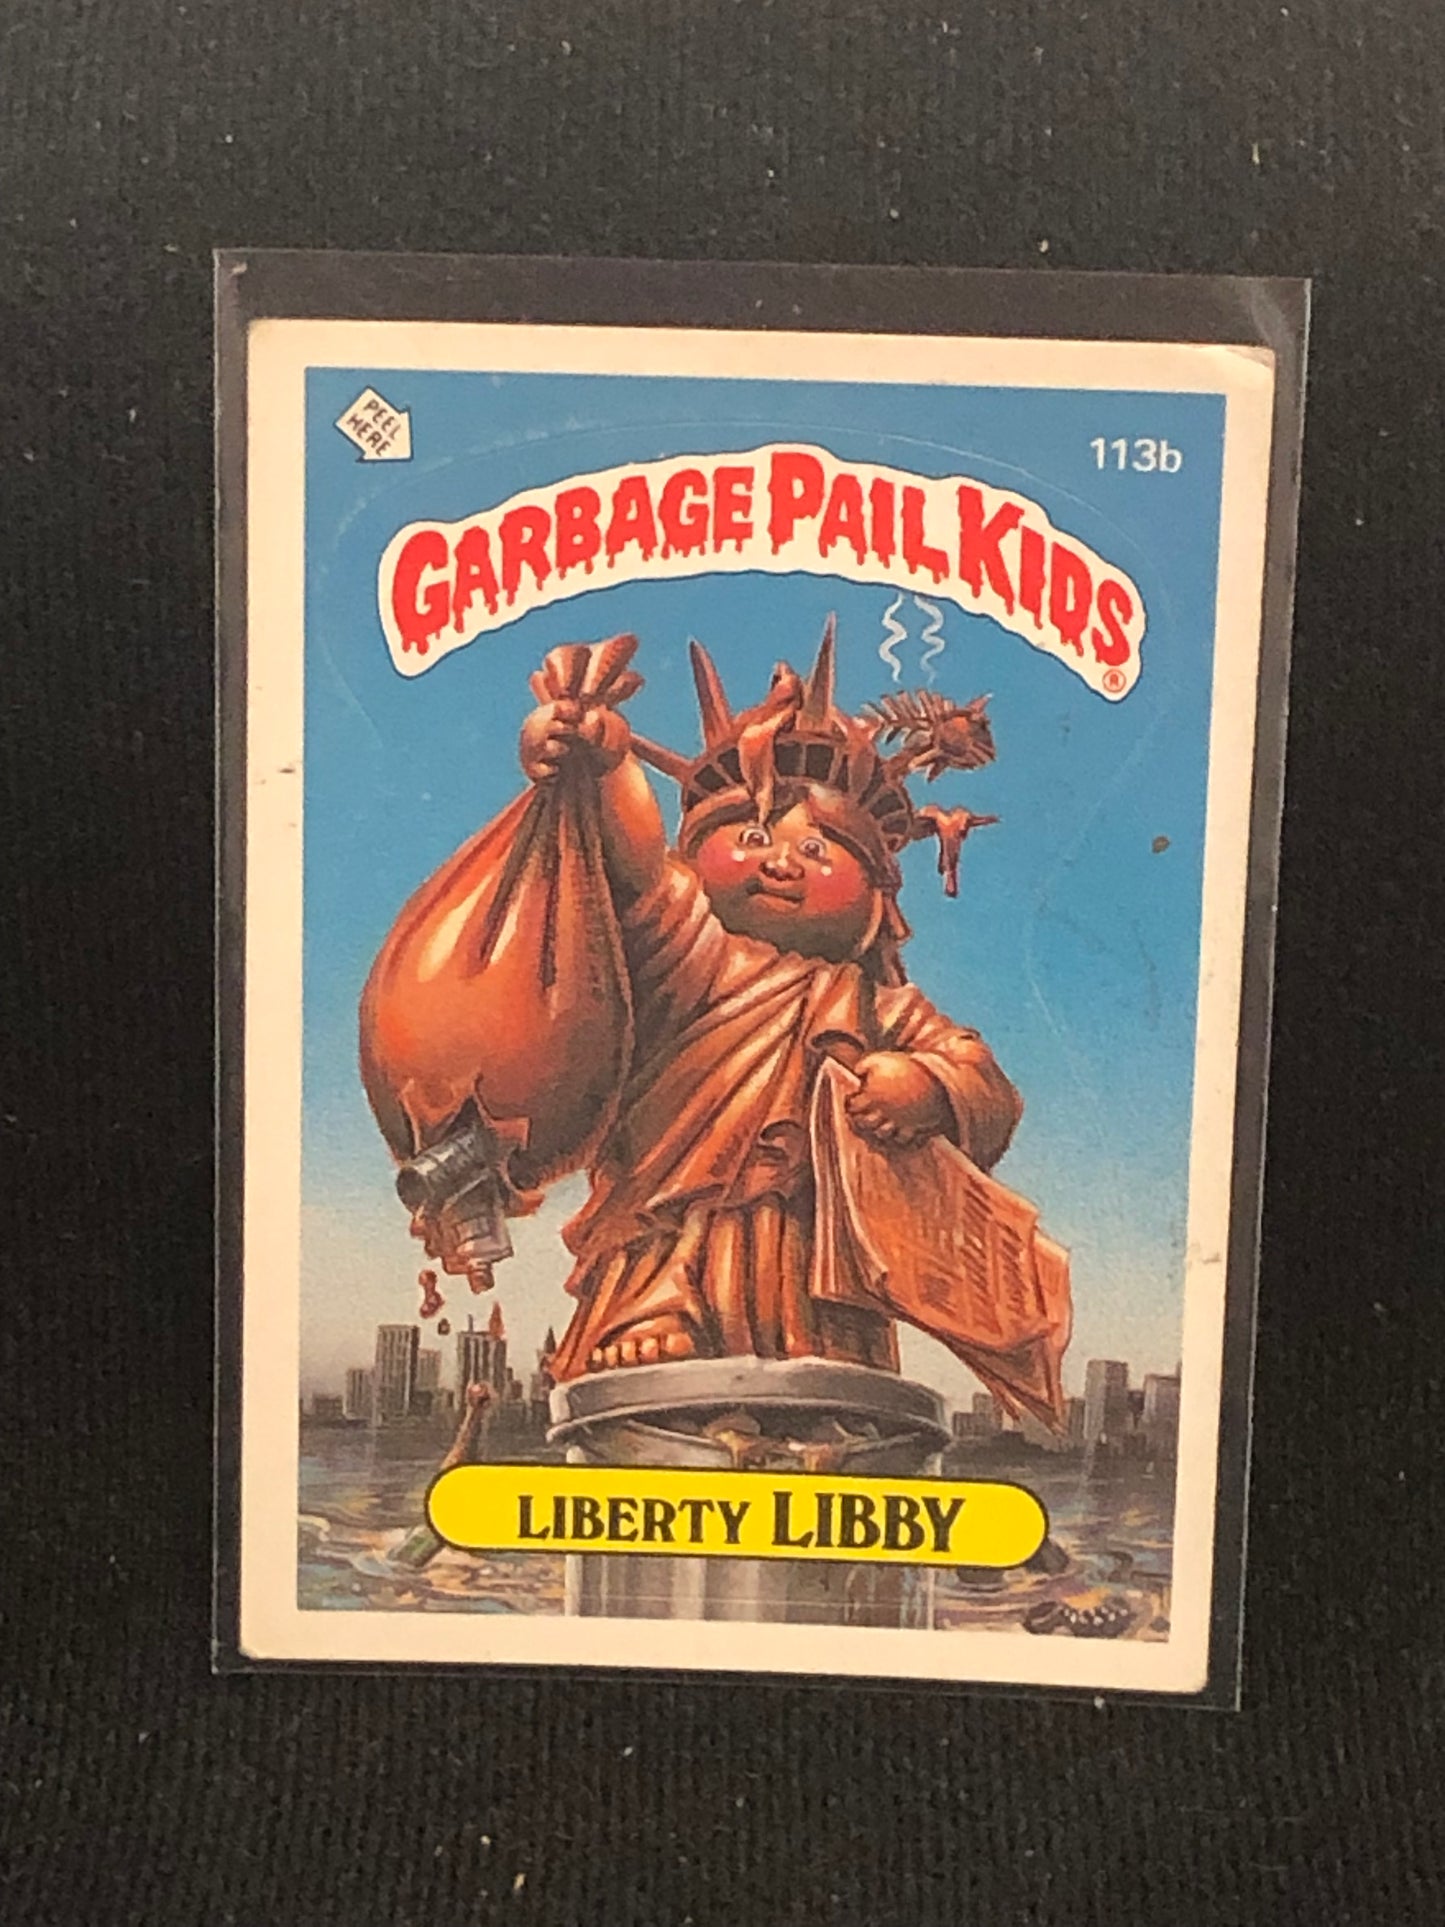 PEEL
HERE
113b
GARBAGE PAIL KIDS
®
LIBERTY LIBBY